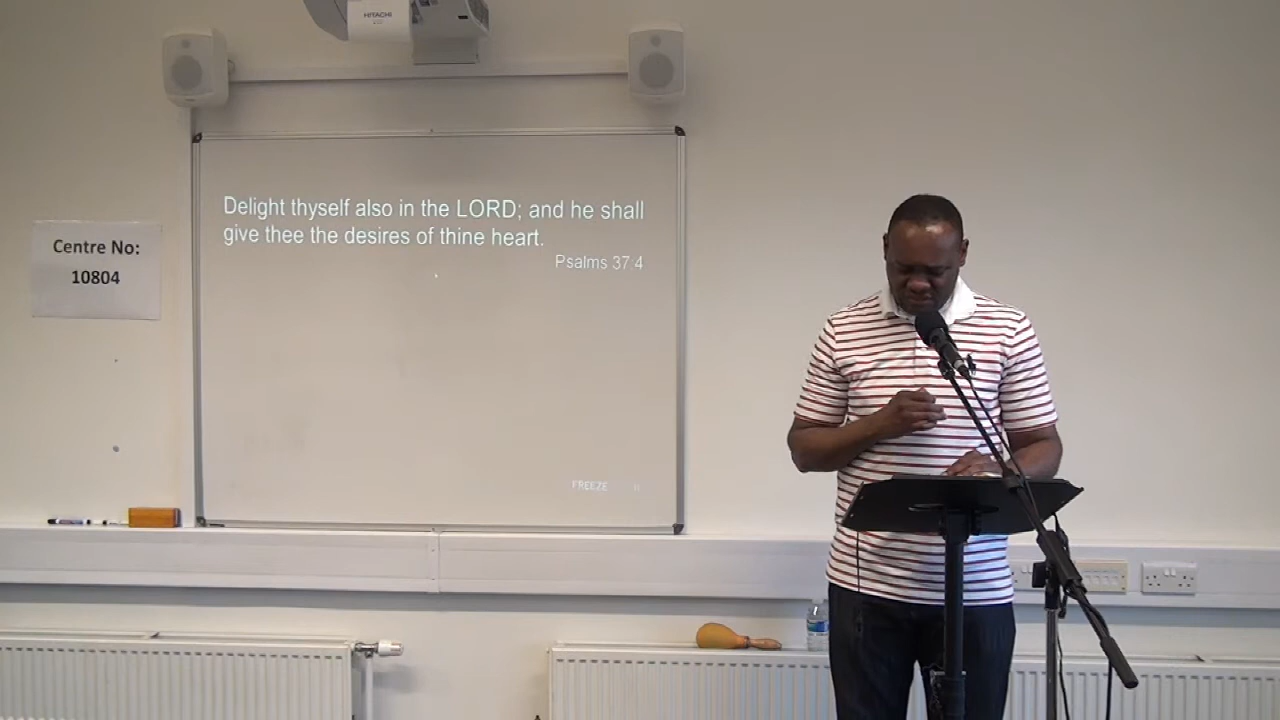 HITACHI
Delight thyself also in the LORD; and he shall
give thee the desires of thine heart.
Psalms 37:4
Centre No:
10804
FREEZE